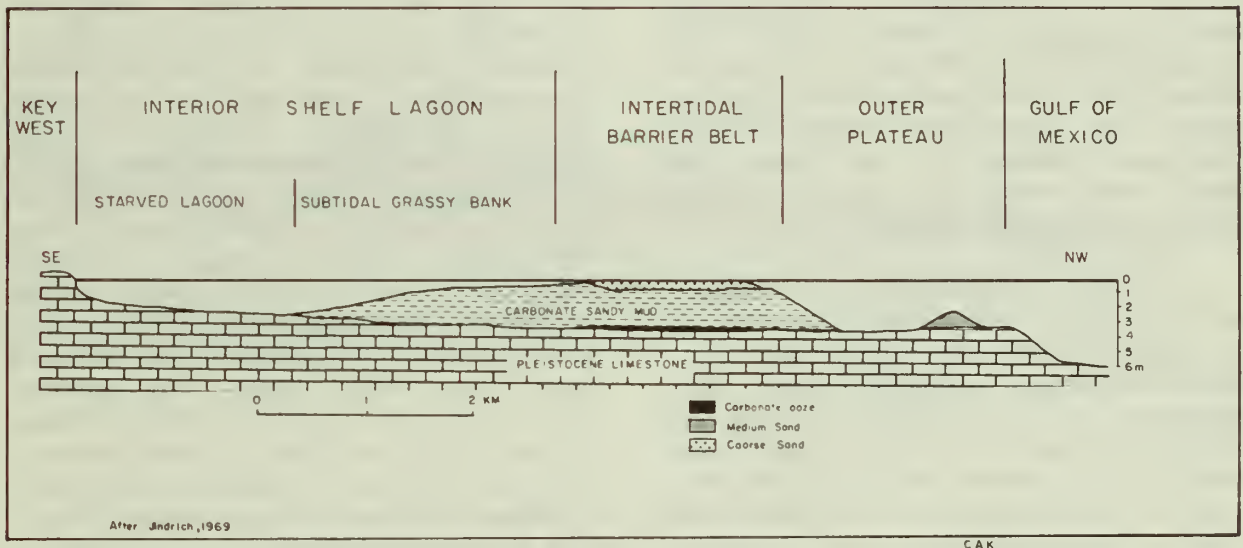 KEY WEST
INTERIOR SHELF LAGOON
INTERTIDAL BARRIER BELT
OUTER PLATEAU
GULF OF MEXICO
STARVED LAGOON
SUBTIDAL GRASSY BANK
SE
NW
0
1
2
3
4
5
6m
CARBONATE SANDY MUD
PLEISTOCENE LIMESTONE
0 1 2 KM
Carbonate ooze
Medium Sand
Coarse Sand
After Jindrich, 1969
CAK